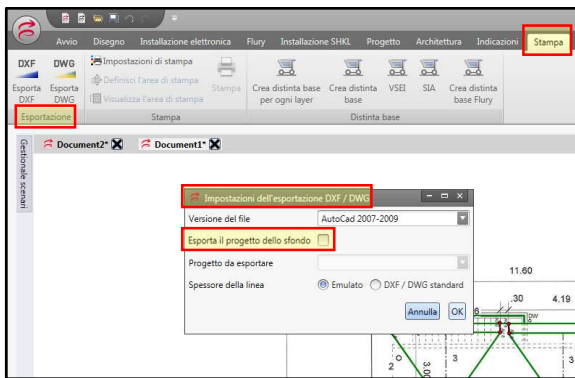 Avvio Disegno Installazione elettronica Flury Installazione SHKL Progetto Architettura Indicazioni Stampa
DXF DWG Impostazioni di stampa
Definisci l'area di stampa
Visualizza l'area di stampa
Esporta DXF
Esporta DWG
Stampa
Crea distinta base per ogni layer
Crea distinta base
VSEI
SIA
Crea distinta base Flury
Esportazione Stampa Distinta base
Gestionale scenari
Document2* Document1*
Impostazioni dell'esportazione DXF / DWG
Versione del file AutoCad 2007-2009
Esporta il progetto dello sfondo
Progetto da esportare
Spessore della linea Emulato DXF / DWG standard
Annulla OK
11.60
.30 4.19
DW
3
2
3